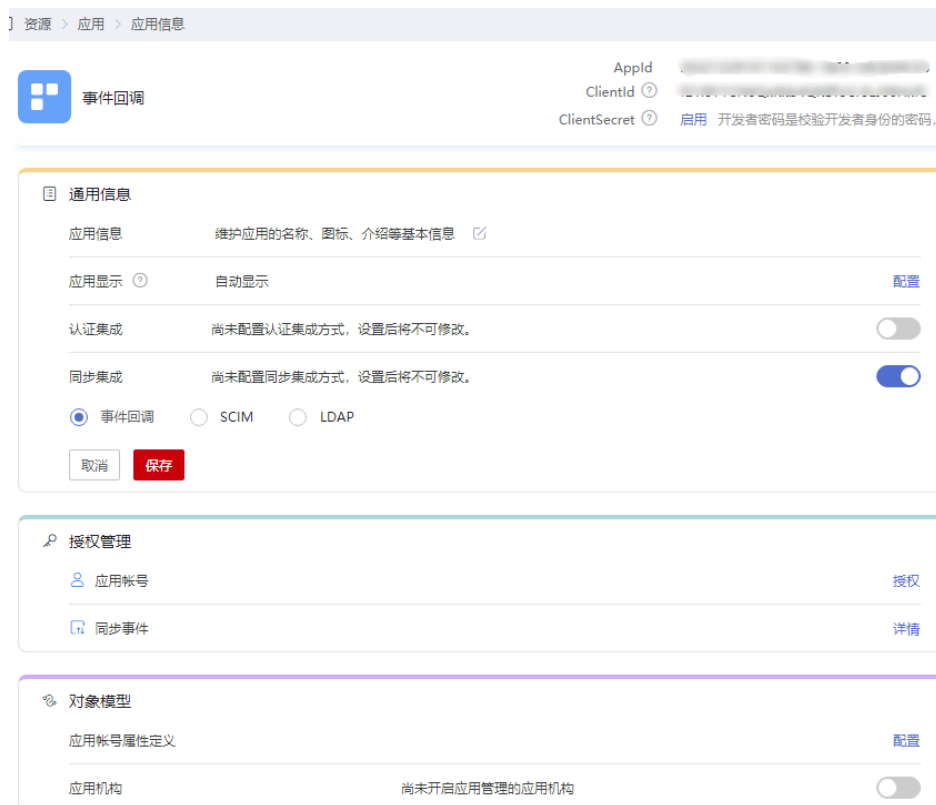 资源 > 应用 > 应用信息
事件回调
AppId
ClientId ?
ClientSecret ? 启用 开发者密码是校验开发者身份的密码,
通用信息
应用信息 维护应用的名称、图标、介绍等基本信息
应用显示 ? 自动显示 配置
认证集成 尚未配置认证集成方式，设置后将不可修改。
同步集成 尚未配置同步集成方式，设置后将不可修改。
事件回调 SCIM LDAP
取消 保存
授权管理
应用帐号 授权
同步事件 详情
对象模型
应用帐号属性定义 配置
应用机构 尚未开启应用管理的应用机构